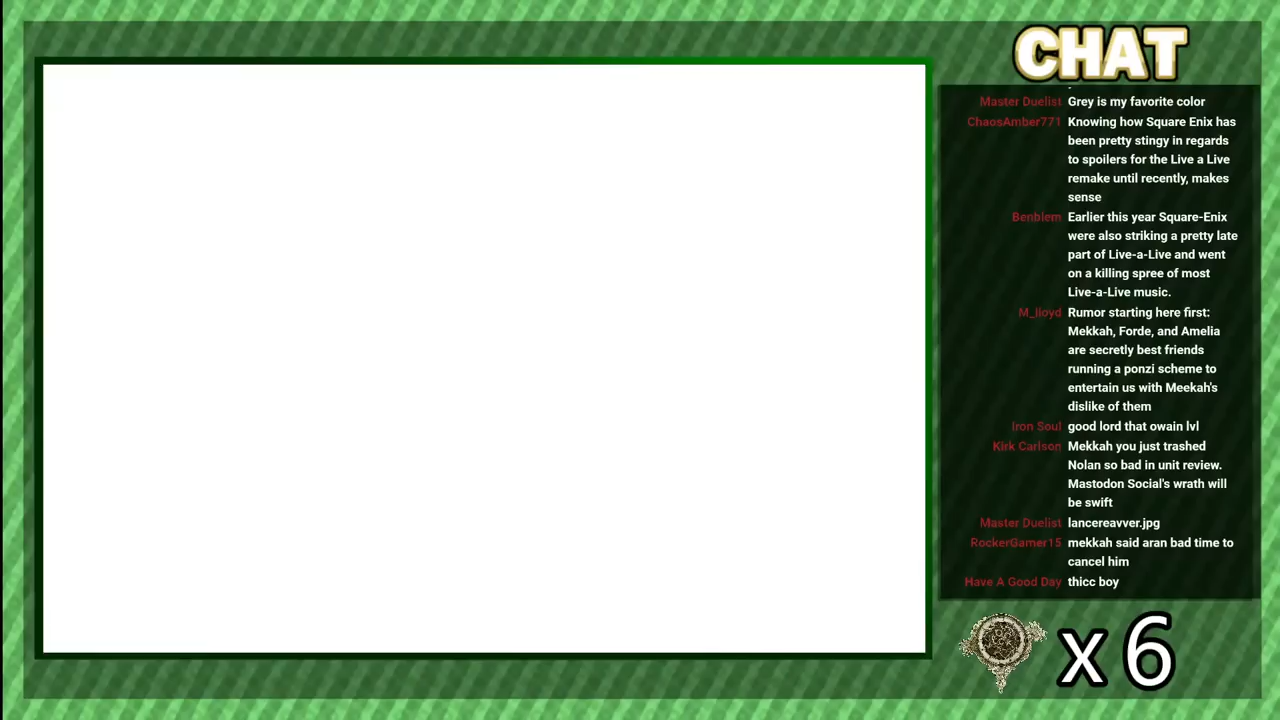 CHAT
Master Duelist Grey is my favorite color
ChaosAmber771 Knowing how Square Enix has
been pretty stingy in regards
to spoilers for the Live a Live
remake until recently, makes
sense
Benblem Earlier this year Square-Enix
were also striking a pretty late
part of Live-a-Live and went
on a killing spree of most
Live-a-Live music.
M_lloyd Rumor starting here first:
Mekkah, Forde, and Amelia
are secretly best friends
running a ponzi scheme to
entertain us with Meekah's
dislike of them
Iron Soul good lord that owain lvl
Kirk Carlson Mekkah you just trashed
Nolan so bad in unit review.
Mastodon Social's wrath will
be swift
Master Duelist lancereavver.jpg
RockerGamer15 mekkah said aran bad time to
cancel him
Have A Good Day thicc boy
x 6